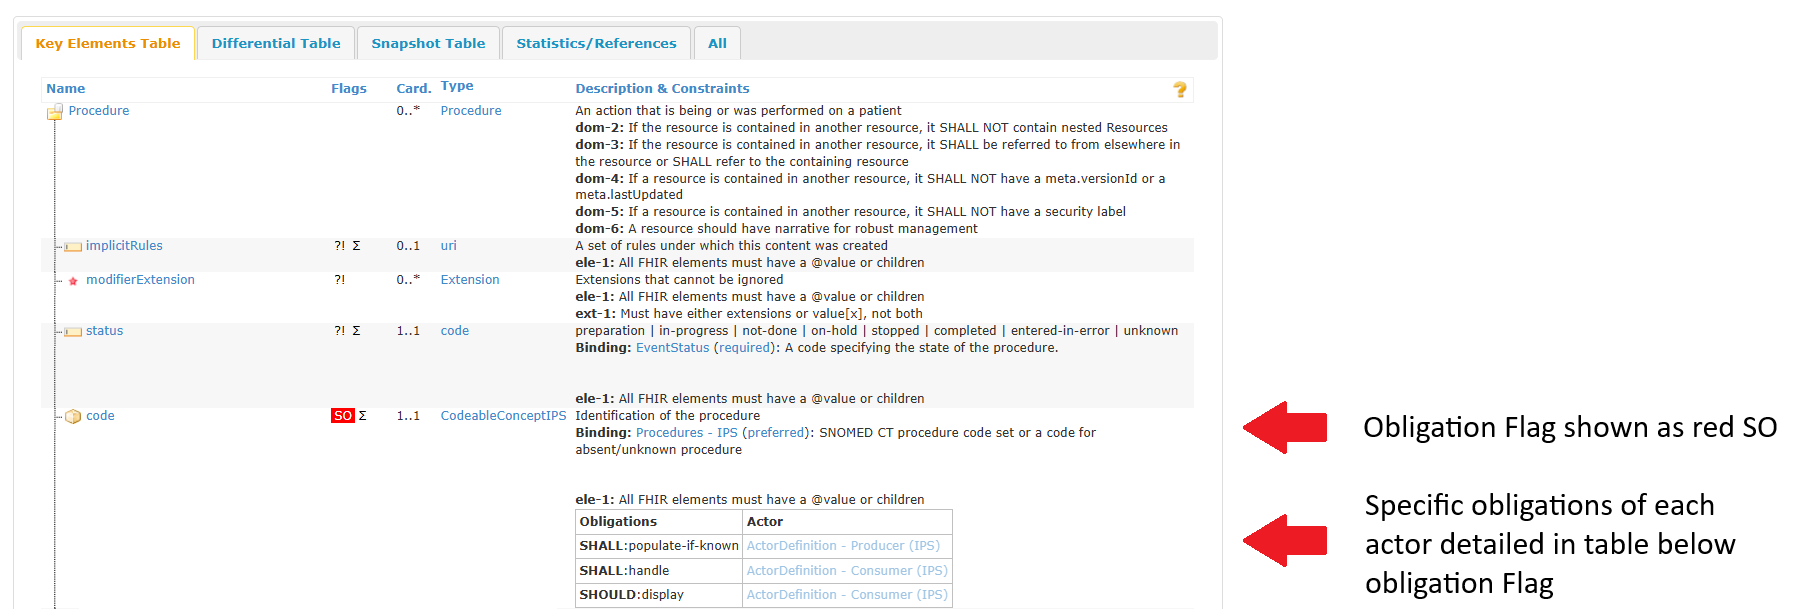 Key Elements Table Differential Table Snapshot Table Statistics/References All
Name Flags Card. Type Description & Constraints ?
Procedure 0..* Procedure An action that is being or was performed on a patient
dom-2: If the resource is contained in another resource, it SHALL NOT contain nested Resources
dom-3: If the resource is contained in another resource, it SHALL be referred to from elsewhere in
the resource or SHALL refer to the containing resource
dom-4: If a resource is contained in another resource, it SHALL NOT have a meta.versionId or a
meta.lastUpdated
dom-5: If a resource is contained in another resource, it SHALL NOT have a security label
dom-6: A resource should have narrative for robust management
implicitRules ?! Σ 0..1 uri A set of rules under which this content was created
ele-1: All FHIR elements must have a @value or children
modifierExtension ?! 0..* Extension Extensions that cannot be ignored
ele-1: All FHIR elements must have a @value or children
ext-1: Must have either extensions or value[x], not both
status ?! Σ 1..1 code preparation | in-progress | not-done | on-hold | stopped | completed | entered-in-error | unknown
Binding: EventStatus (required): A code specifying the state of the procedure.
ele-1: All FHIR elements must have a @value or children
code SO Σ 1..1 CodeableConceptIPS Identification of the procedure
Binding: Procedures - IPS (preferred): SNOMED CT procedure code set or a code for
absent/unknown procedure
ele-1: All FHIR elements must have a @value or children
Obligations Actor
SHALL:populate-if-known ActorDefinition - Producer (IPS)
SHALL:handle ActorDefinition - Consumer (IPS)
SHOULD:display ActorDefinition - Consumer (IPS)
Obligation Flag shown as red SO
Specific obligations of each
actor detailed in table below
obligation Flag